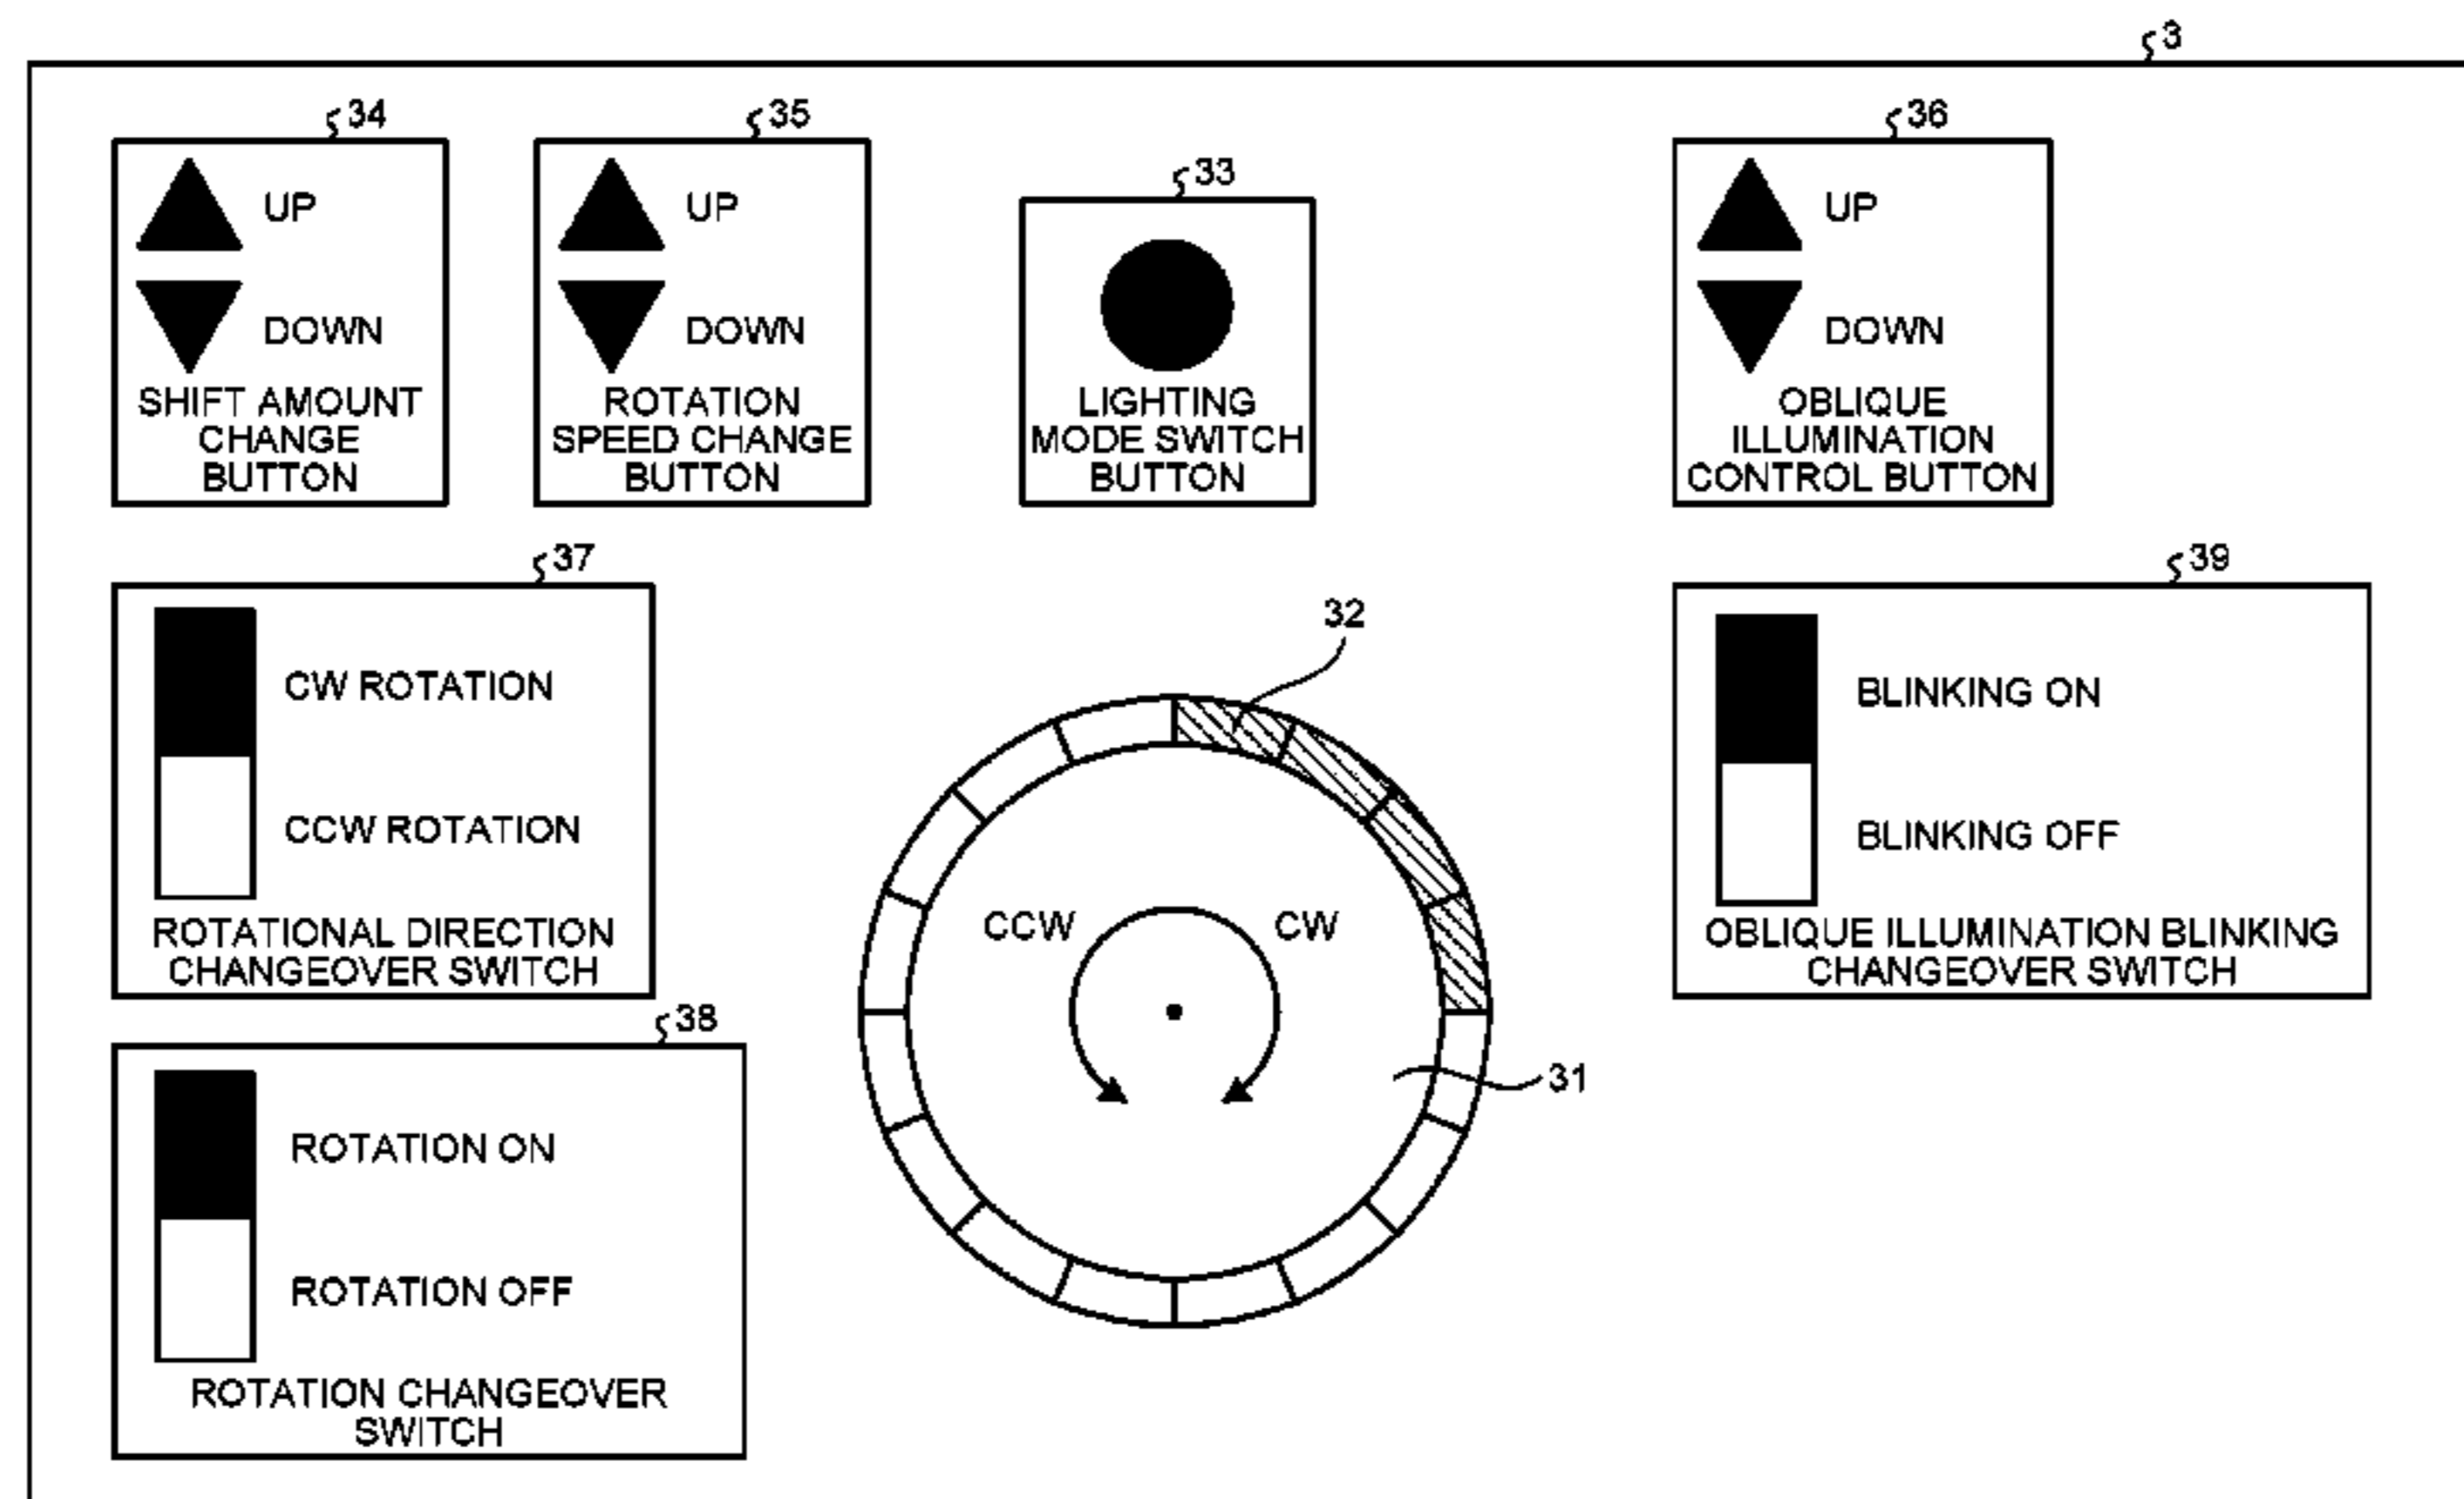 3
34
UP
DOWN
SHIFT AMOUNT
CHANGE
BUTTON
35
UP
DOWN
ROTATION
SPEED CHANGE
BUTTON
33
LIGHTING
MODE SWITCH
BUTTON
36
UP
DOWN
OBLIQUE
ILLUMINATION
CONTROL BUTTON
37
CW ROTATION
CCW ROTATION
ROTATIONAL DIRECTION
CHANGEOVER SWITCH
32
CCW
CW
31
39
BLINKING ON
BLINKING OFF
OBLIQUE ILLUMINATION BLINKING
CHANGEOVER SWITCH
38
ROTATION ON
ROTATION OFF
ROTATION CHANGEOVER
SWITCH